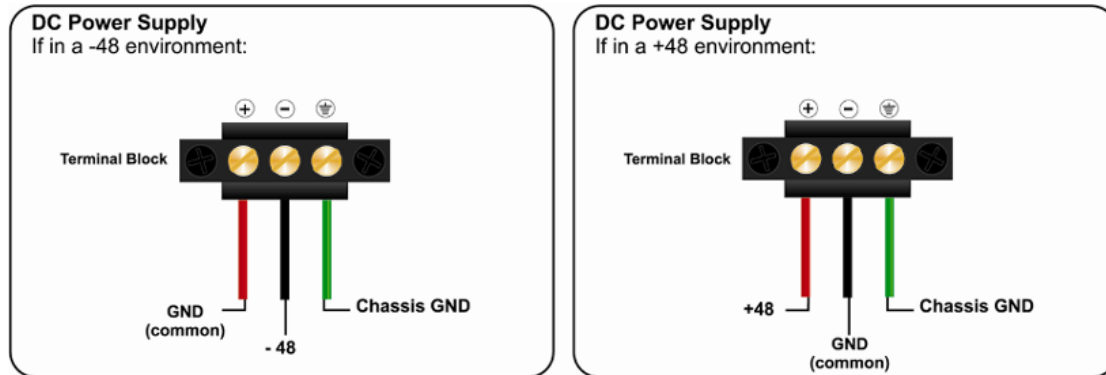 DC Power Supply
If in a -48 environment:
+ −
Terminal Block
GND
(common)
- 48
Chassis GND
DC Power Supply
If in a +48 environment:
+ −
Terminal Block
+48
GND
(common)
Chassis GND